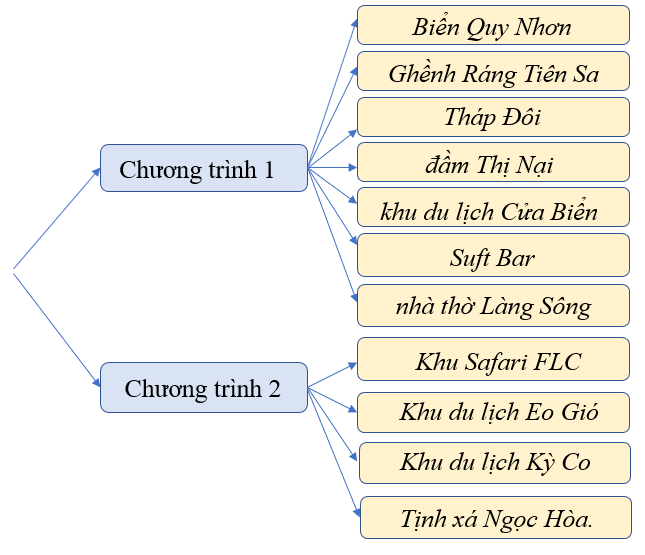 Chương trình 1
Biển Quy Nhơn
Ghềnh Ráng Tiên Sa
Tháp Đôi
đầm Thị Nại
khu du lịch Cửa Biển
Suft Bar
nhà thờ Làng Sông
Chương trình 2
Khu Safari FLC
Khu du lịch Eo Gió
Khu du lịch Kỳ Co
Tịnh xá Ngọc Hòa.